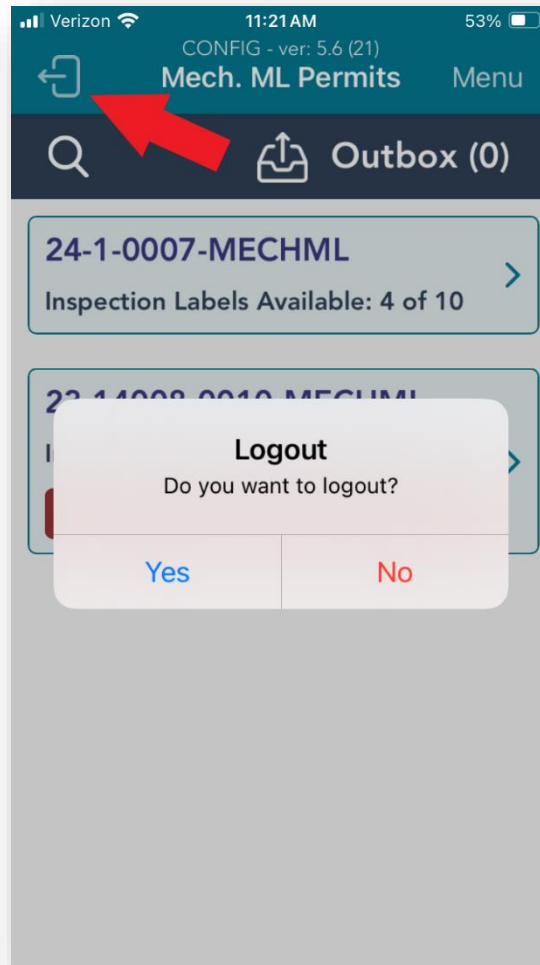 Verizon 11:21 AM 53%
CONFIG - ver: 5.6 (21)
Mech. ML Permits Menu
Outbox (0)
24-1-0007-MECHML
Inspection Labels Available: 4 of 10
Logout
Do you want to logout?
Yes No